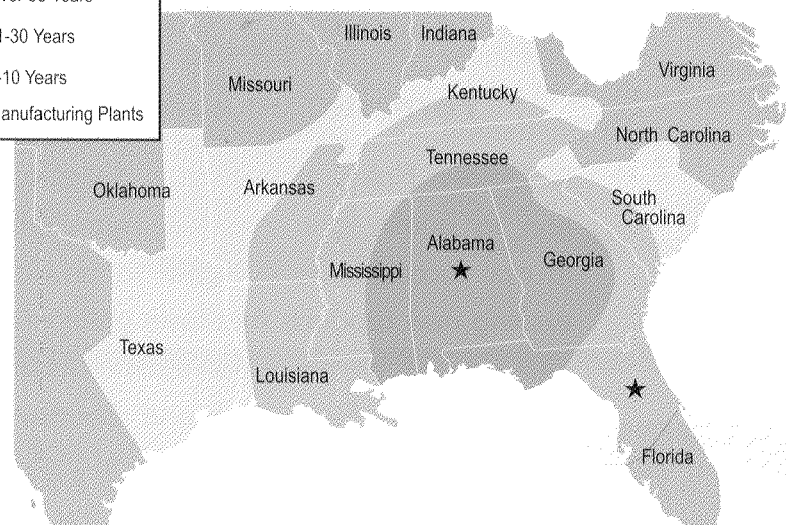 1-30 Years
-10 Years
anufacturing Plants
Illinois
Indiana
Missouri
Virginia
Kentucky
North Carolina
Tennessee
Oklahoma
Arkansas
South
Carolina
Alabama
Georgia
Mississippi
Texas
Louisiana
Florida